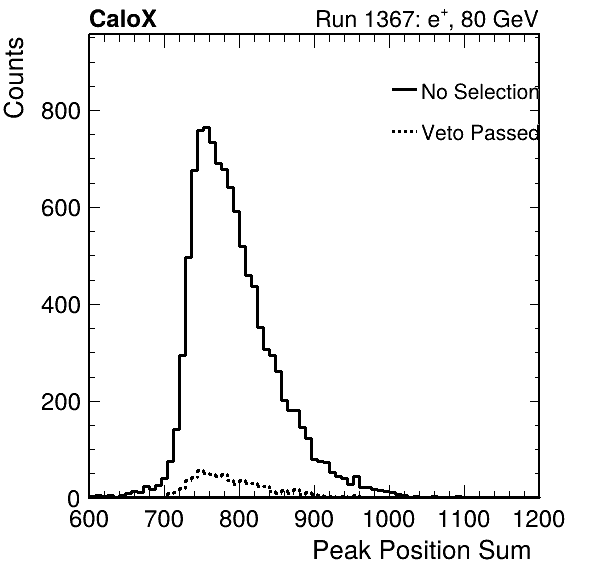 CaloX Run 1367: e⁺, 80 GeV
Counts
No Selection
Veto Passed
800
600
400
200
0
600 700 800 900 1000 1100 1200
Peak Position Sum